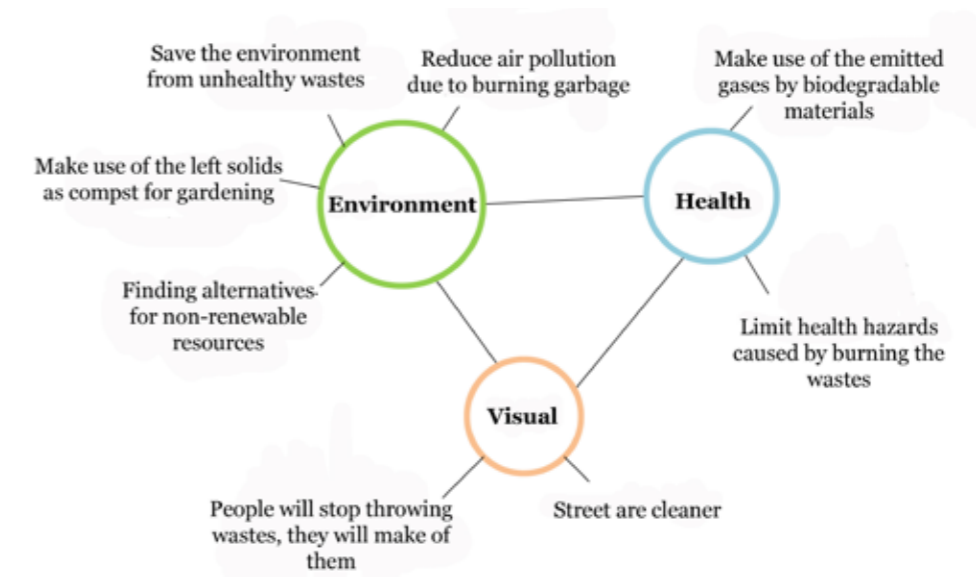 Save the environment
from unhealthy wastes
Reduce air pollution
due to burning garbage
Make use of the emitted
gases by biodegradable
materials
Make use of the left solids
as compst for gardening
Environment
Health
Finding alternatives
for non-renewable
resources
Limit health hazards
caused by burning the
wastes
Visual
People will stop throwing
wastes, they will make of
them
Street are cleaner